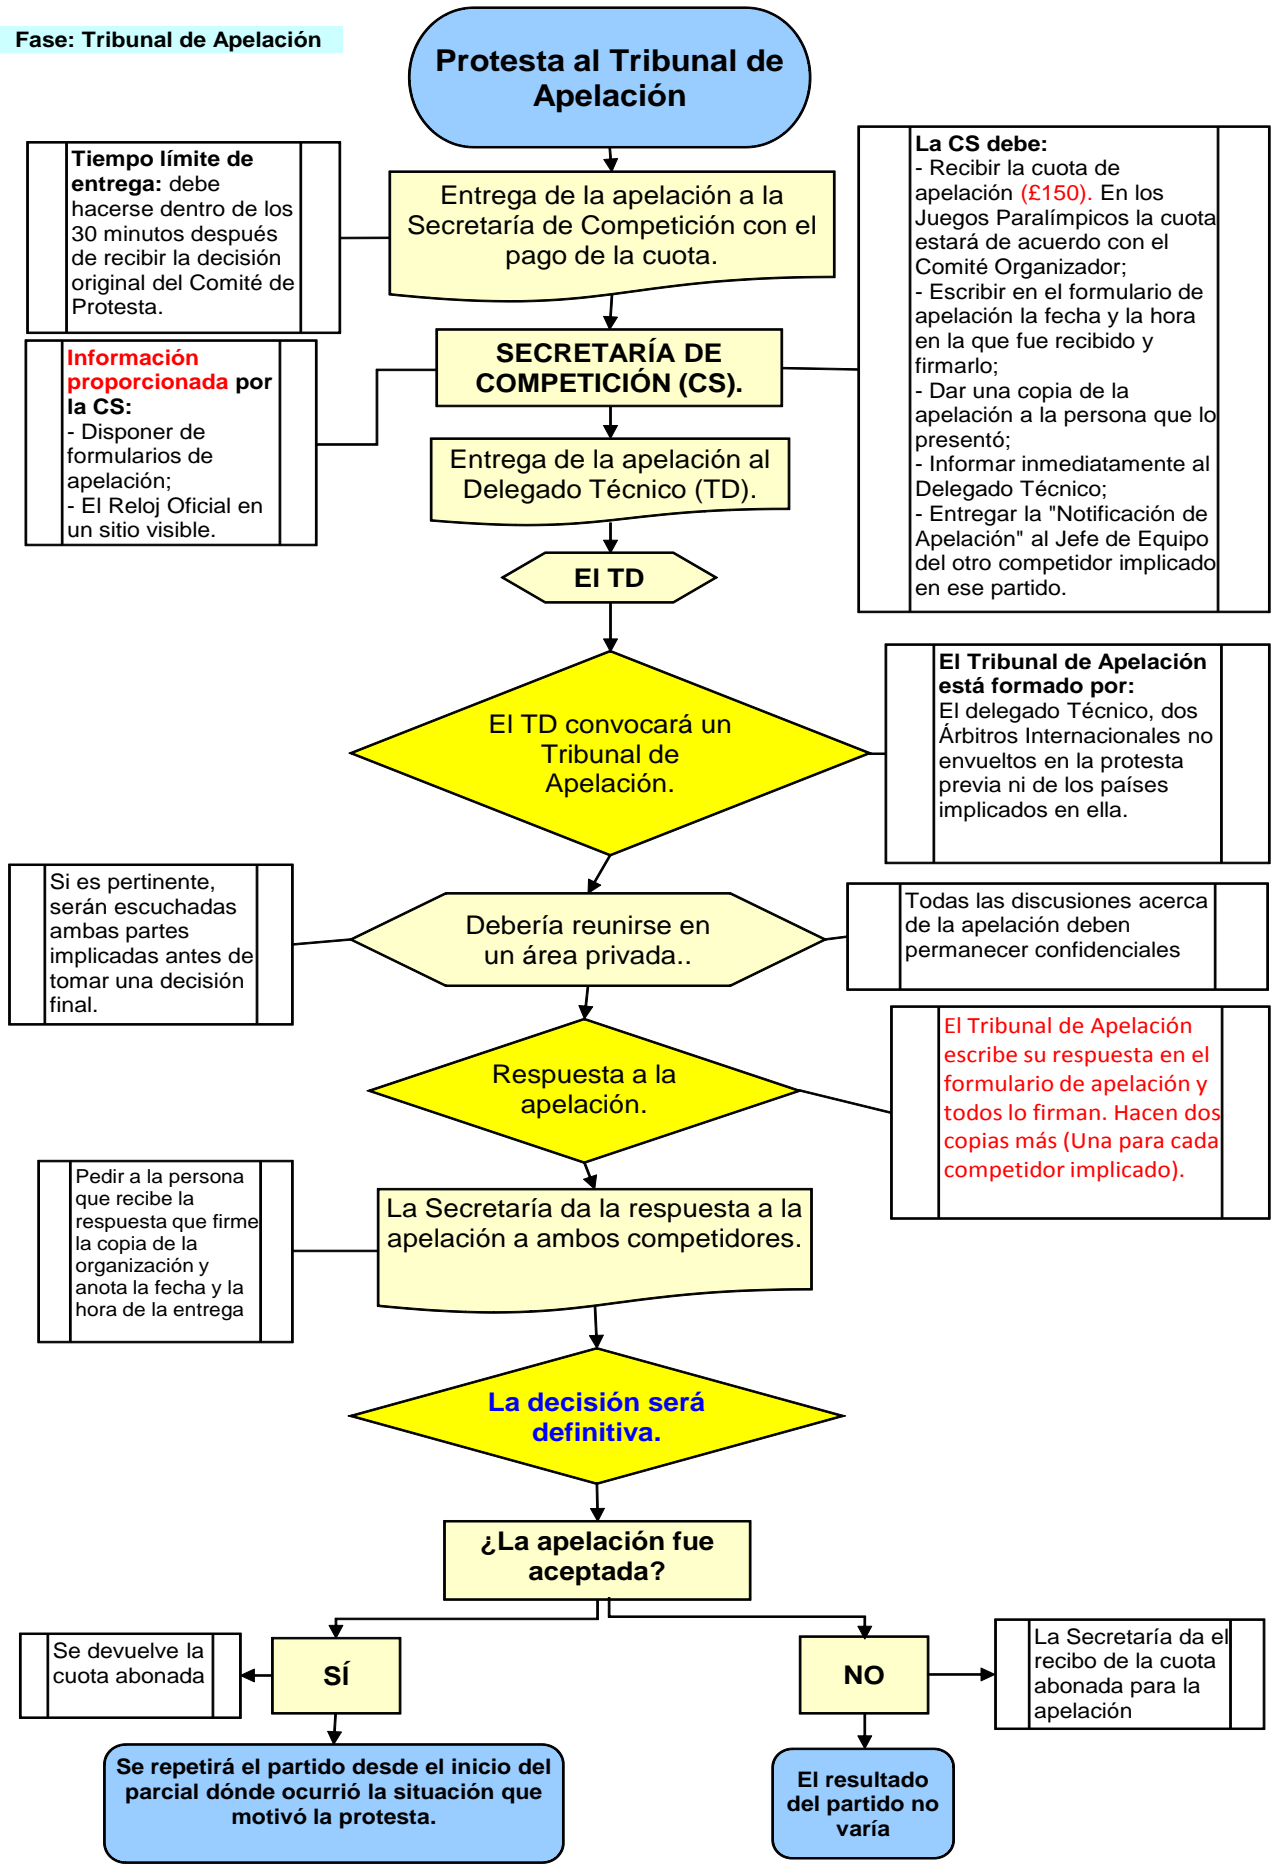 Fase: Tribunal de Apelación
Protesta al Tribunal de
Apelación
Tiempo límite de
entrega: debe
hacerse dentro de los
30 minutos después
de recibir la decisión
original del Comité de
Protesta.
Entrega de la apelación a la
Secretaría de Competición con el
pago de la cuota.
La CS debe:
- Recibir la cuota de
apelación (£150). En los
Juegos Paralímpicos la cuota
estará de acuerdo con el
Comité Organizador;
- Escribir en el formulario de
apelación la fecha y la hora
en la que fue recibido y
firmarlo;
- Dar una copia de la
apelación a la persona que lo
presentó;
- Informar inmediatamente al
Delegado Técnico;
- Entregar la "Notificación de
Apelación" al Jefe de Equipo
del otro competidor implicado
en ese partido.
SECRETARÍA DE
COMPETICIÓN (CS).
Información
proporcionada por
la CS:
- Disponer de
formularios de
apelación;
- El Reloj Oficial en
un sitio visible.
Entrega de la apelación al
Delegado Técnico (TD).
El TD
El TD convocará un
Tribunal de
Apelación.
El Tribunal de Apelación
está formado por:
El delegado Técnico, dos
Árbitros Internacionales no
envueltos en la protesta
previa ni de los países
implicados en ella.
Si es pertinente,
serán escuchadas
ambas partes
implicadas antes de
tomar una decisión
final.
Debería reunirse en
un área privada..
Todas las discusiones acerca
de la apelación deben
permanecer confidenciales
Respuesta a la
apelación.
El Tribunal de Apelación
escribe su respuesta en el
formulario de apelación y
todos lo firman. Hacen dos
copias más (Una para cada
competidor implicado).
Pedir a la persona
que recibe la
respuesta que firme
la copia de la
organización y
anota la fecha y la
hora de la entrega
La Secretaría da la respuesta a la
apelación a ambos competidores.
La decisión será
definitiva.
¿La apelación fue
aceptada?
Se devuelve la
cuota abonada
SÍ
NO
La Secretaría da el
recibo de la cuota
abonada para la
apelación
Se repetirá el partido desde el inicio del
parcial dónde ocurrió la situación que
motivó la protesta.
El resultado
del partido no
varía